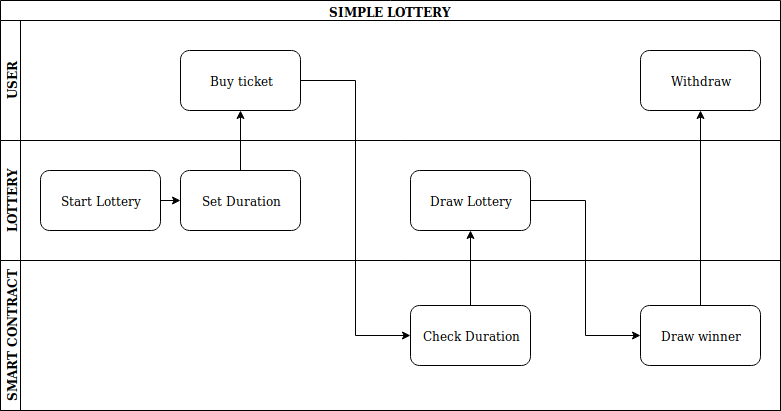 SIMPLE LOTTERY
USER
Buy ticket
Withdraw
LOTTERY
Start Lottery
Set Duration
Draw Lottery
SMART CONTRACT
Check Duration
Draw winner